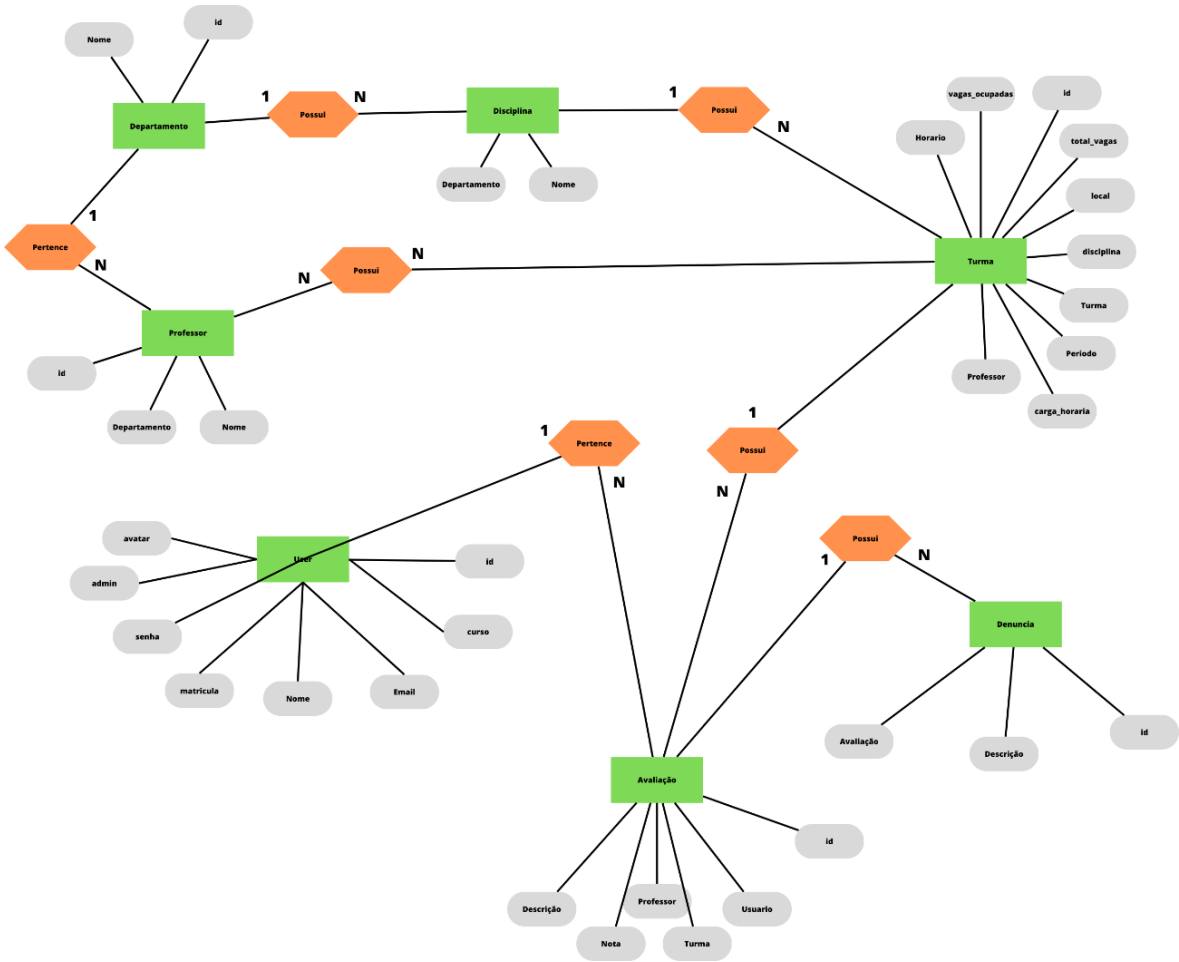 id
Nome
1
N
Possui
Departamento
Disciplina
Departamento
Nome
1
Possui
N
vagas_ocupadas
id
Horario
total_vagas
local
disciplina
Turma
Turma
Periodo
Professor
carga_horaria
1
Pertence
N
N
Possui
N
Professor
id
Departamento
Nome
1
Pertence
N
1
Possui
N
Possui
1
N
avatar
User
id
admin
senha
curso
matricula
Nome
Email
Denuncia
Avaliação
Descrição
id
Avaliação
id
Descrição
Professor
Usuario
Nota
Turma